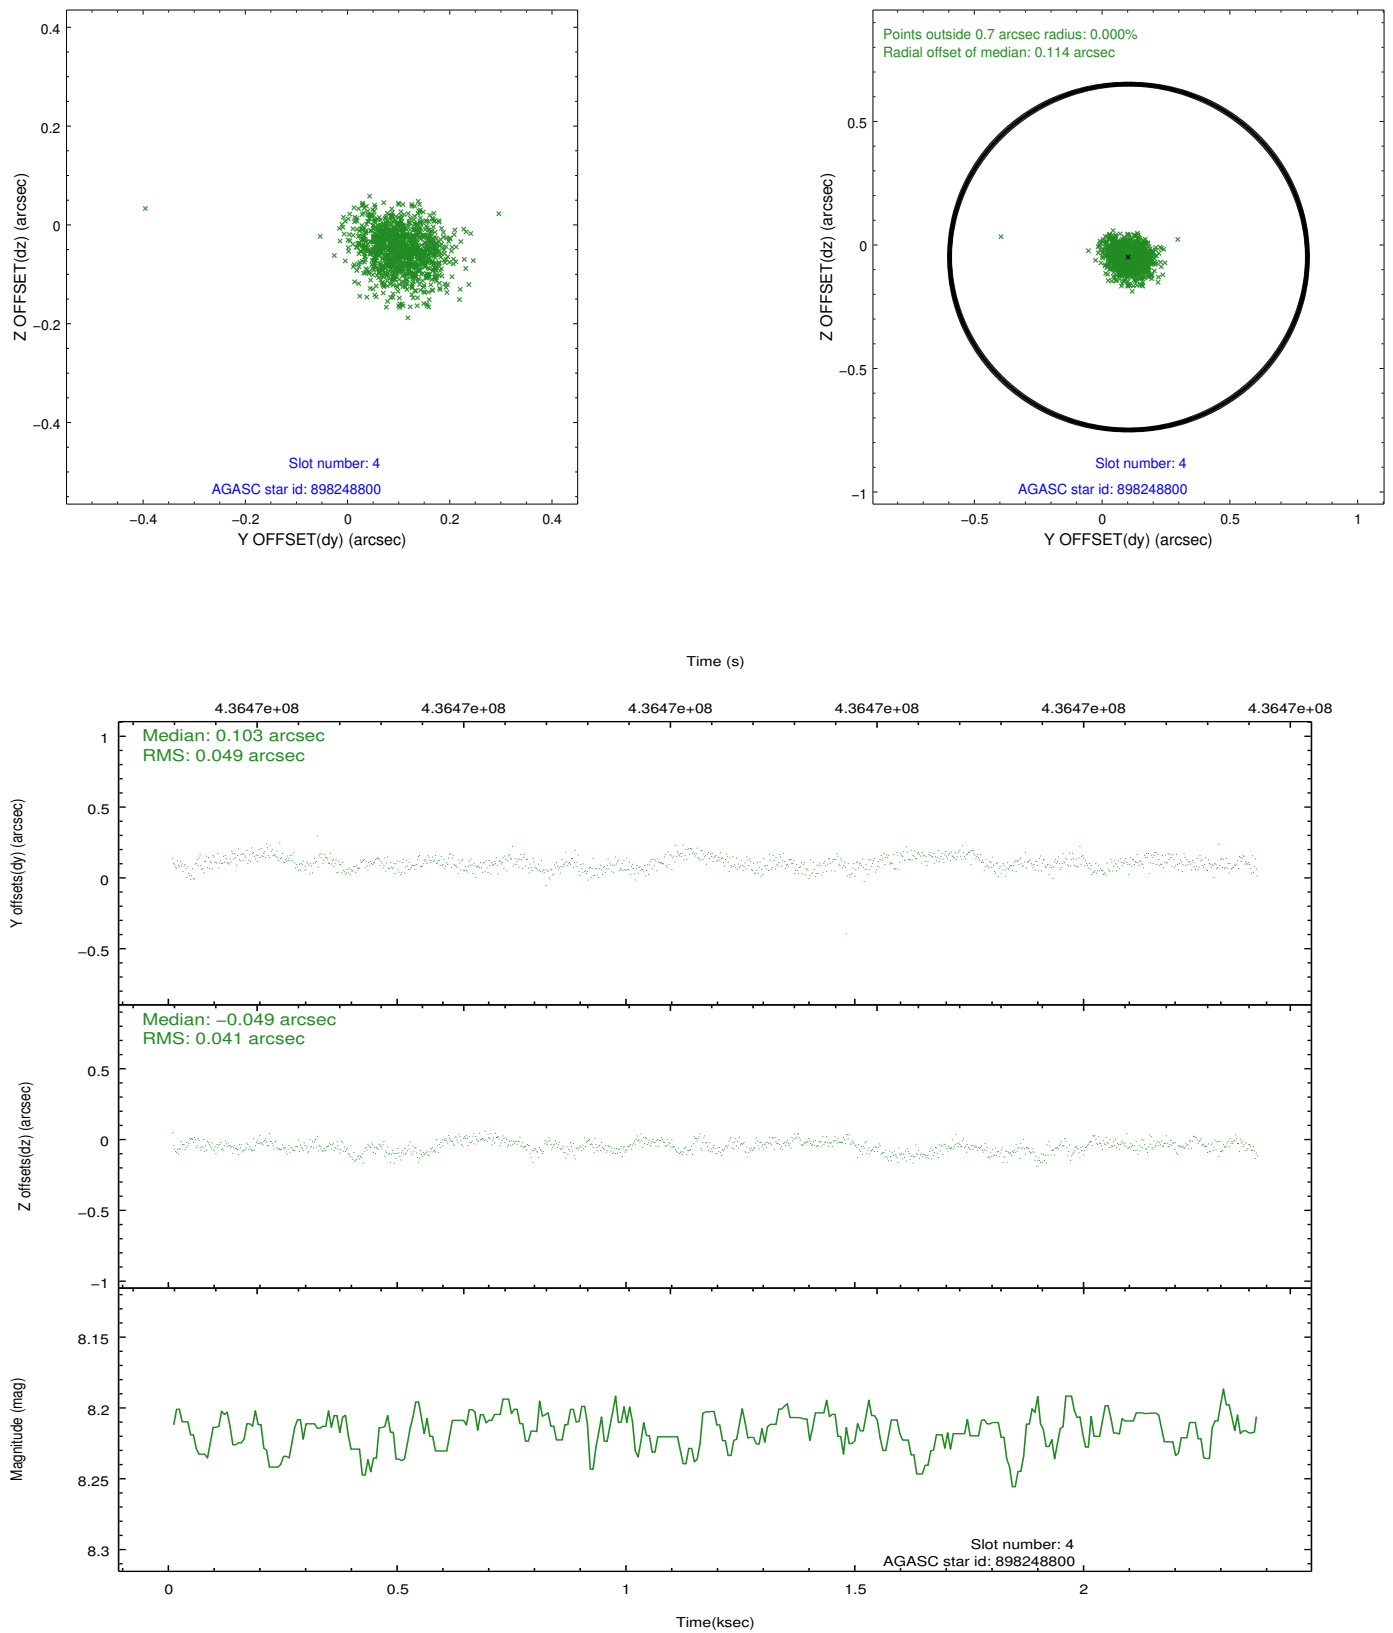 0.4
0.2
0
−0.2
−0.4
Z OFFSET(dz) (arcsec)
Slot number: 4
AGASC star id: 898248800
−0.4 −0.2 0 0.2 0.4
Y OFFSET(dy) (arcsec)
Points outside 0.7 arcsec radius: 0.000%
Radial offset of median: 0.114 arcsec
0.5
0
−0.5
−1
Z OFFSET(dz) (arcsec)
Slot number: 4
AGASC star id: 898248800
−0.5 0 0.5 1
Y OFFSET(dy) (arcsec)
Time (s)
4.3647e+08 4.3647e+08 4.3647e+08 4.3647e+08 4.3647e+08 4.3647e+08
Median: 0.103 arcsec
RMS: 0.049 arcsec
1
0.5
0
−0.5
Y offsets(dy) (arcsec)
Median: −0.049 arcsec
RMS: 0.041 arcsec
0.5
0
−0.5
−1
Z offsets(dz) (arcsec)
8.15
8.2
8.25
8.3
Magnitude (mag)
Slot number: 4
AGASC star id: 898248800
0 0.5 1 1.5 2
Time(ksec)